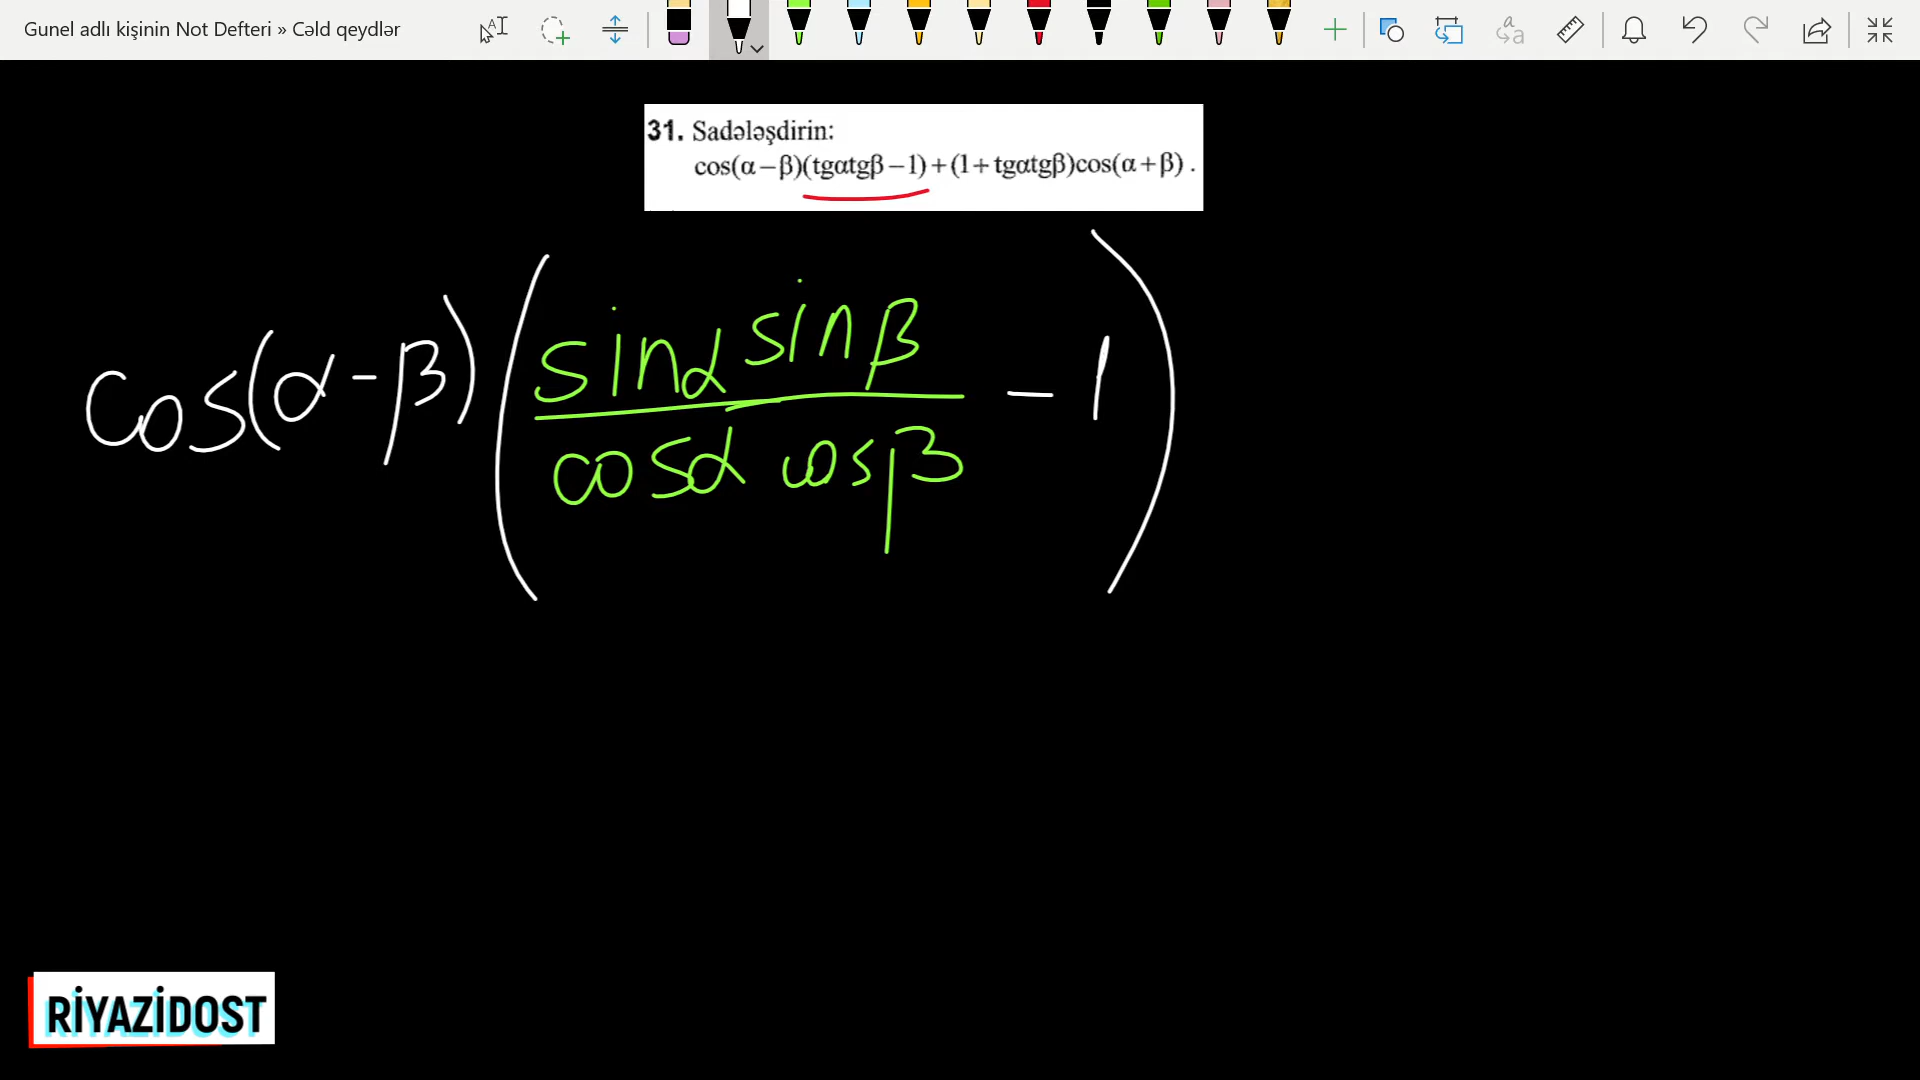 Gunel adlı kişinin Not Defteri » Cəld qeydlər
31. Sadələşdirin:
cos(α−β)(tgαtgβ−1)+(1+tgαtgβ)cos(α+β) .
cos(α-β)(sinα sinβ / cosα cosβ - 1)
RİYAZİDOST